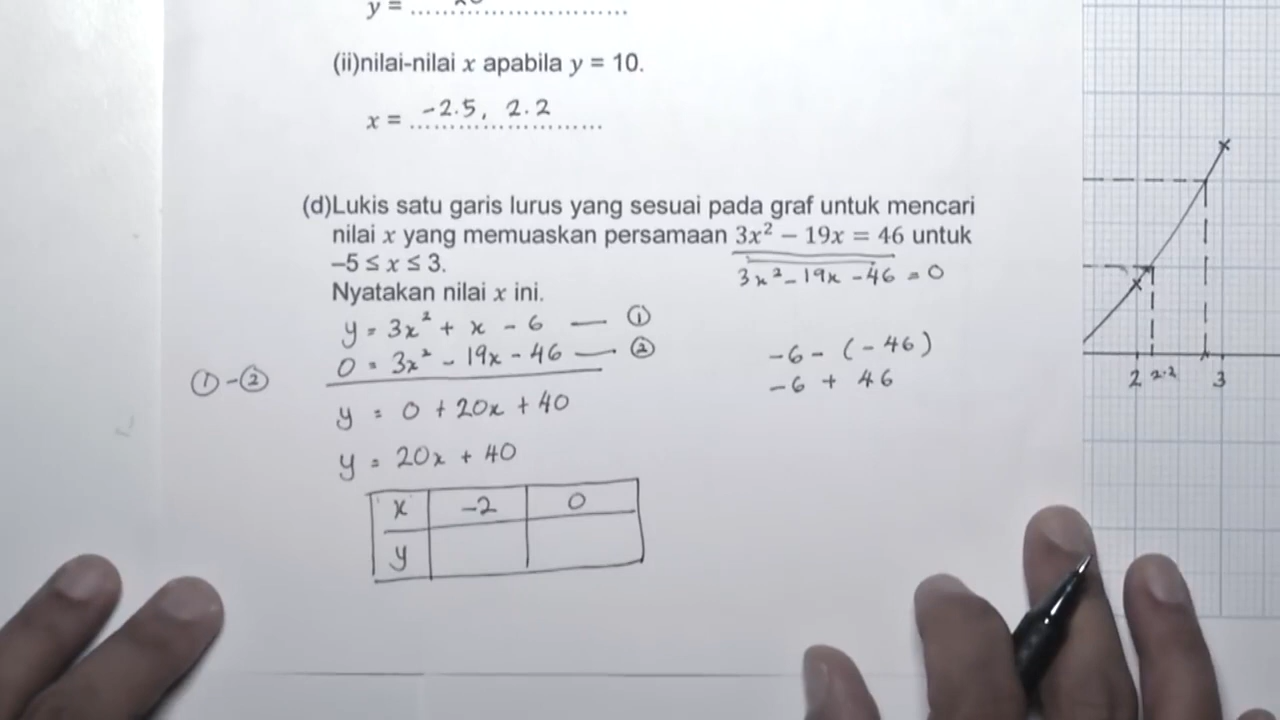 y = ............................
(ii)nilai-nilai x apabila y = 10.
x = -2.5, 2.2
(d)Lukis satu garis lurus yang sesuai pada graf untuk mencari
nilai x yang memuaskan persamaan 3x² − 19x = 46 untuk
–5 ≤ x ≤ 3.
3x² - 19x - 46 = 0
Nyatakan nilai x ini.
y = 3x² + x - 6 — ①
0 = 3x² - 19x - 46 — ②
① - ②
y = 0 + 20x + 40
y = 20x + 40
x -2 0
y
-6 - (-46)
-6 + 46
2 2.2 3